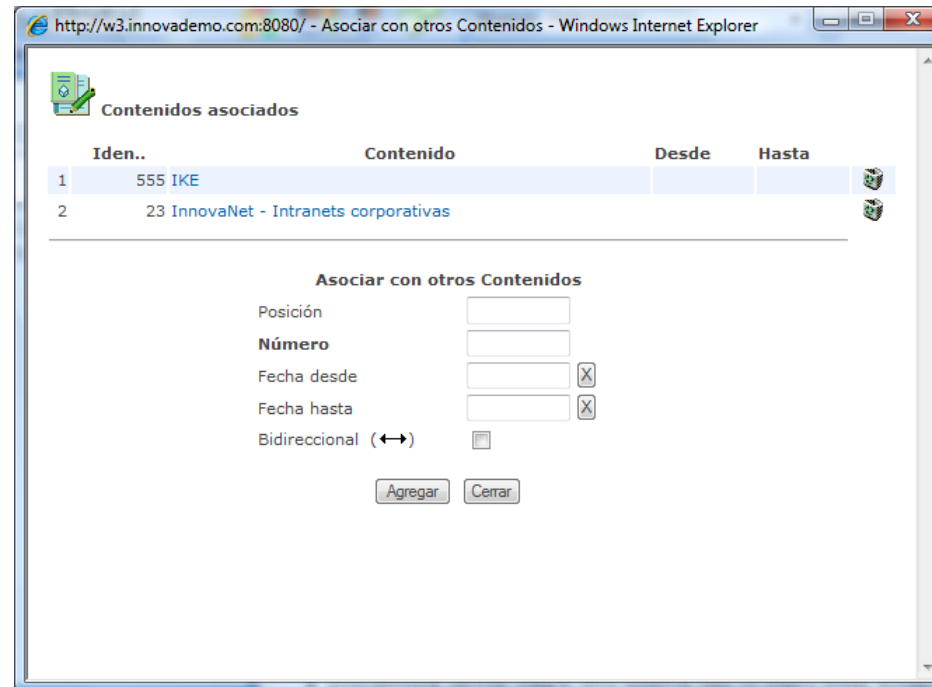 http://w3.innovademo.com:8080/ - Asociar con otros Contenidos - Windows Internet Explorer
Contenidos asociados
Iden.. Contenido Desde Hasta
1 555 IKE
2 23 InnovaNet - Intranets corporativas
Asociar con otros Contenidos
Posición
Número
Fecha desde X
Fecha hasta X
Bidireccional (↔)
Agregar Cerrar